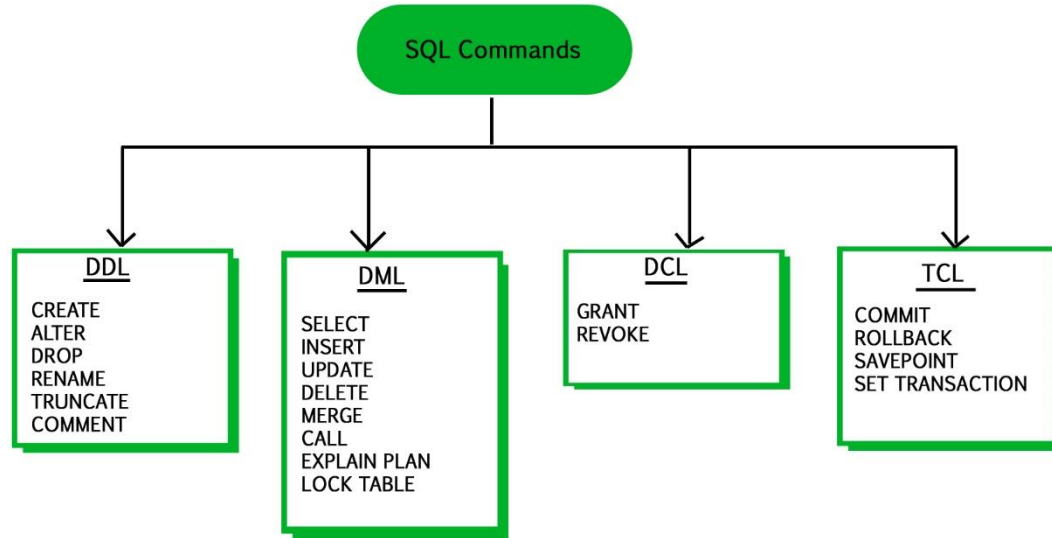 SQL Commands
DDL
CREATE
ALTER
DROP
RENAME
TRUNCATE
COMMENT
DML
SELECT
INSERT
UPDATE
DELETE
MERGE
CALL
EXPLAIN PLAN
LOCK TABLE
DCL
GRANT
REVOKE
TCL
COMMIT
ROLLBACK
SAVEPOINT
SET TRANSACTION